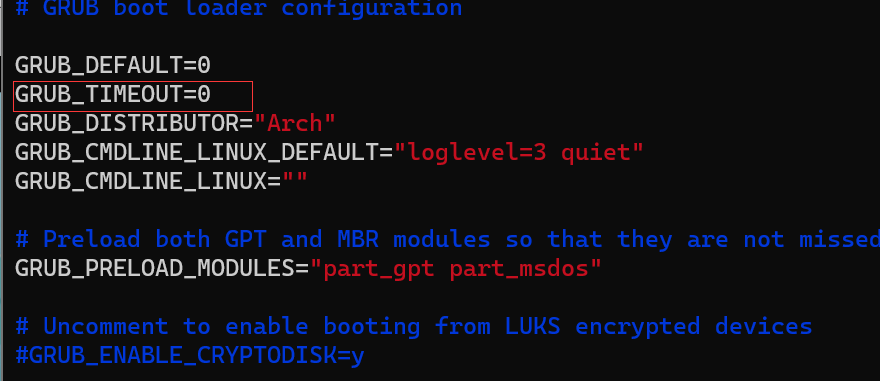 # GRUB boot loader configuration
GRUB_DEFAULT=0
GRUB_TIMEOUT=0
GRUB_DISTRIBUTOR="Arch"
GRUB_CMDLINE_LINUX_DEFAULT="loglevel=3 quiet"
GRUB_CMDLINE_LINUX=""
# Preload both GPT and MBR modules so that they are not missed
GRUB_PRELOAD_MODULES="part_gpt part_msdos"
# Uncomment to enable booting from LUKS encrypted devices
#GRUB_ENABLE_CRYPTODISK=y